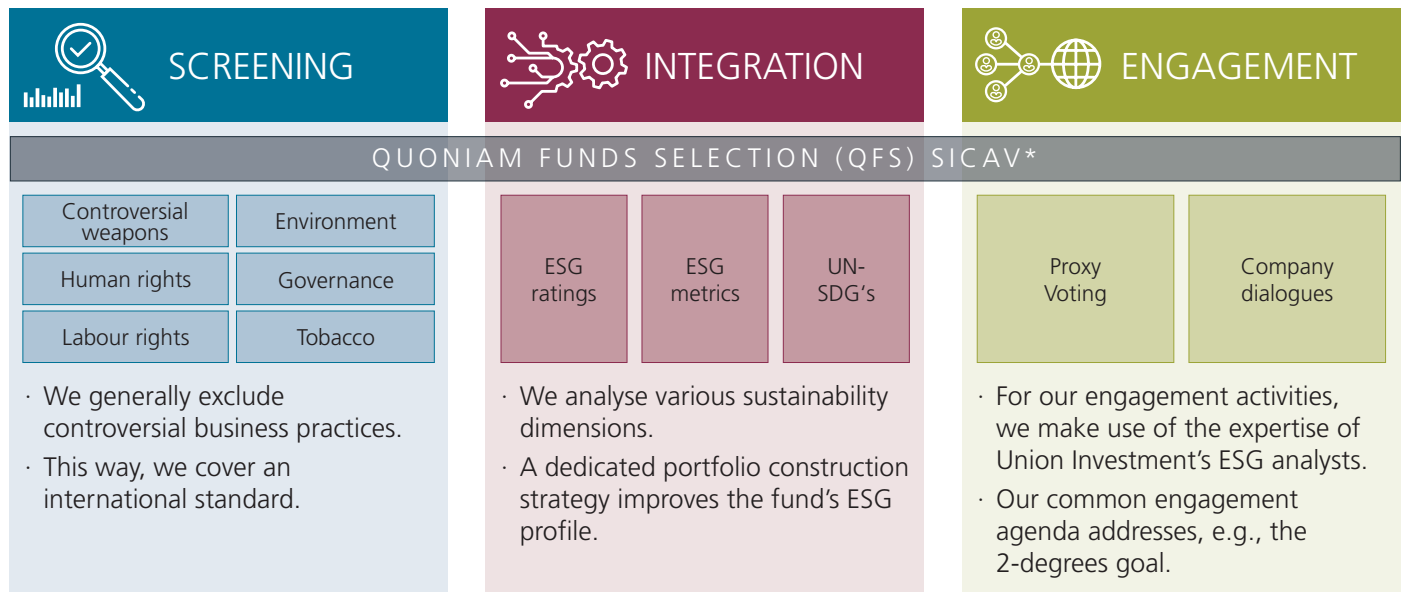 SCREENING
INTEGRATION
ENGAGEMENT
QUONIAM FUNDS SELECTION (QFS) SICAV*
Controversial
weapons
Environment
Human rights
Governance
Labour rights
Tobacco
· We generally exclude
controversial business practices.
· This way, we cover an
international standard.
ESG
ratings
ESG
metrics
UN-
SDG‘s
· We analyse various sustainability
dimensions.
· A dedicated portfolio construction
strategy improves the fund’s ESG
profile.
Proxy
Voting
Company
dialogues
· For our engagement activities,
we make use of the expertise of
Union Investment’s ESG analysts.
· Our common engagement
agenda addresses, e.g., the
2-degrees goal.